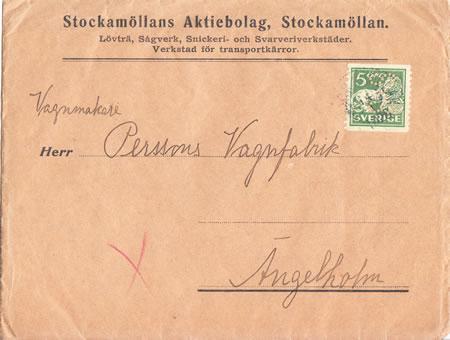 Stockamöllans Aktiebolag, Stockamöllan.
Lövträ, Sågverk, Snickeri- och Svarveriverkstäder.
Verkstad för transportkärror.
5
SVERIGE
Vagnmakare
Herr Perssons Vagnfabrik
Ängelholm